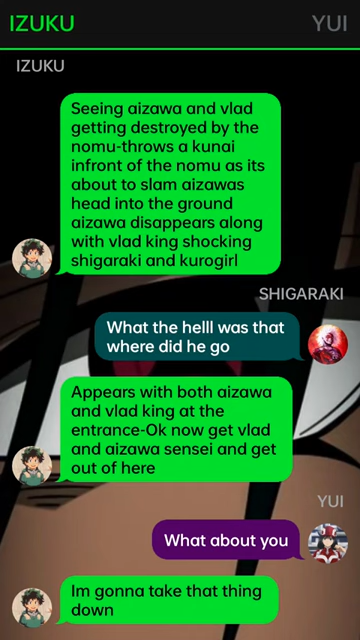 IZUKU YUI
IZUKU
Seeing aizawa and vlad
getting destroyed by the
nomu-throws a kunai
infront of the nomu as its
about to slam aizawas
head into the ground
aizawa disappears along
with vlad king shocking
shigaraki and kurogirl
SHIGARAKI
What the helll was that
where did he go
Appears with both aizawa
and vlad king at the
entrance-Ok now get vlad
and aizawa sensei and get
out of here
YUI
What about you
Im gonna take that thing
down